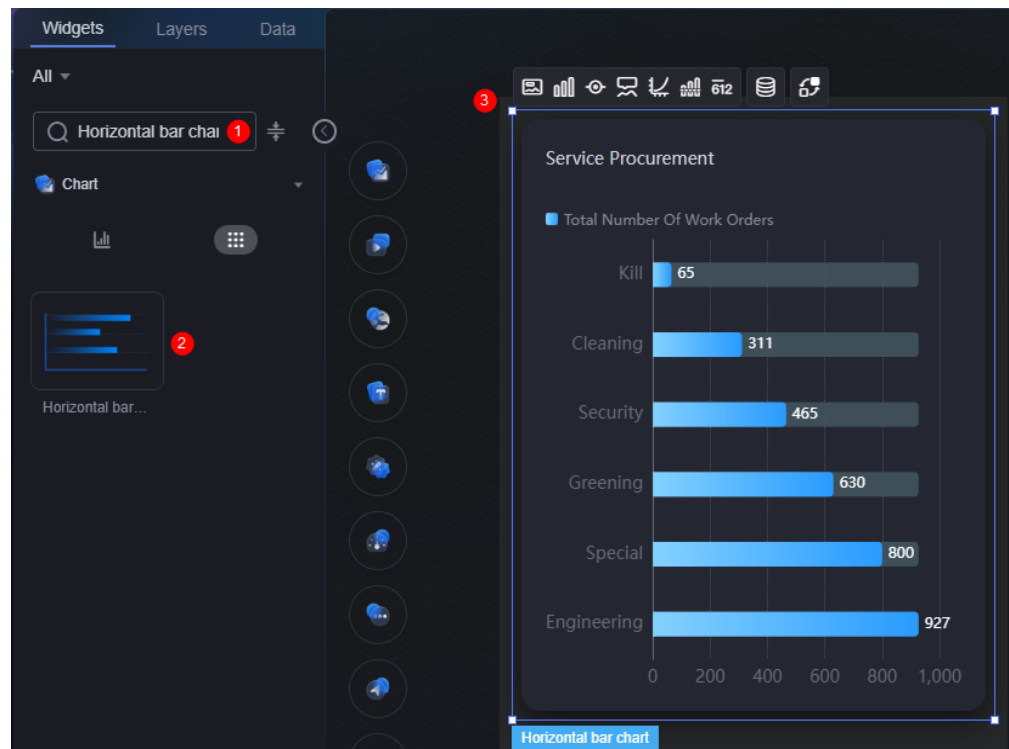 Widgets Layers Data
All
Horizontal bar chai 1
Chart
2
Horizontal bar...
612
3
Service Procurement
Total Number Of Work Orders
Kill 65
Cleaning 311
Security 465
Greening 630
Special 800
Engineering 927
0 200 400 600 800 1,000
Horizontal bar chart